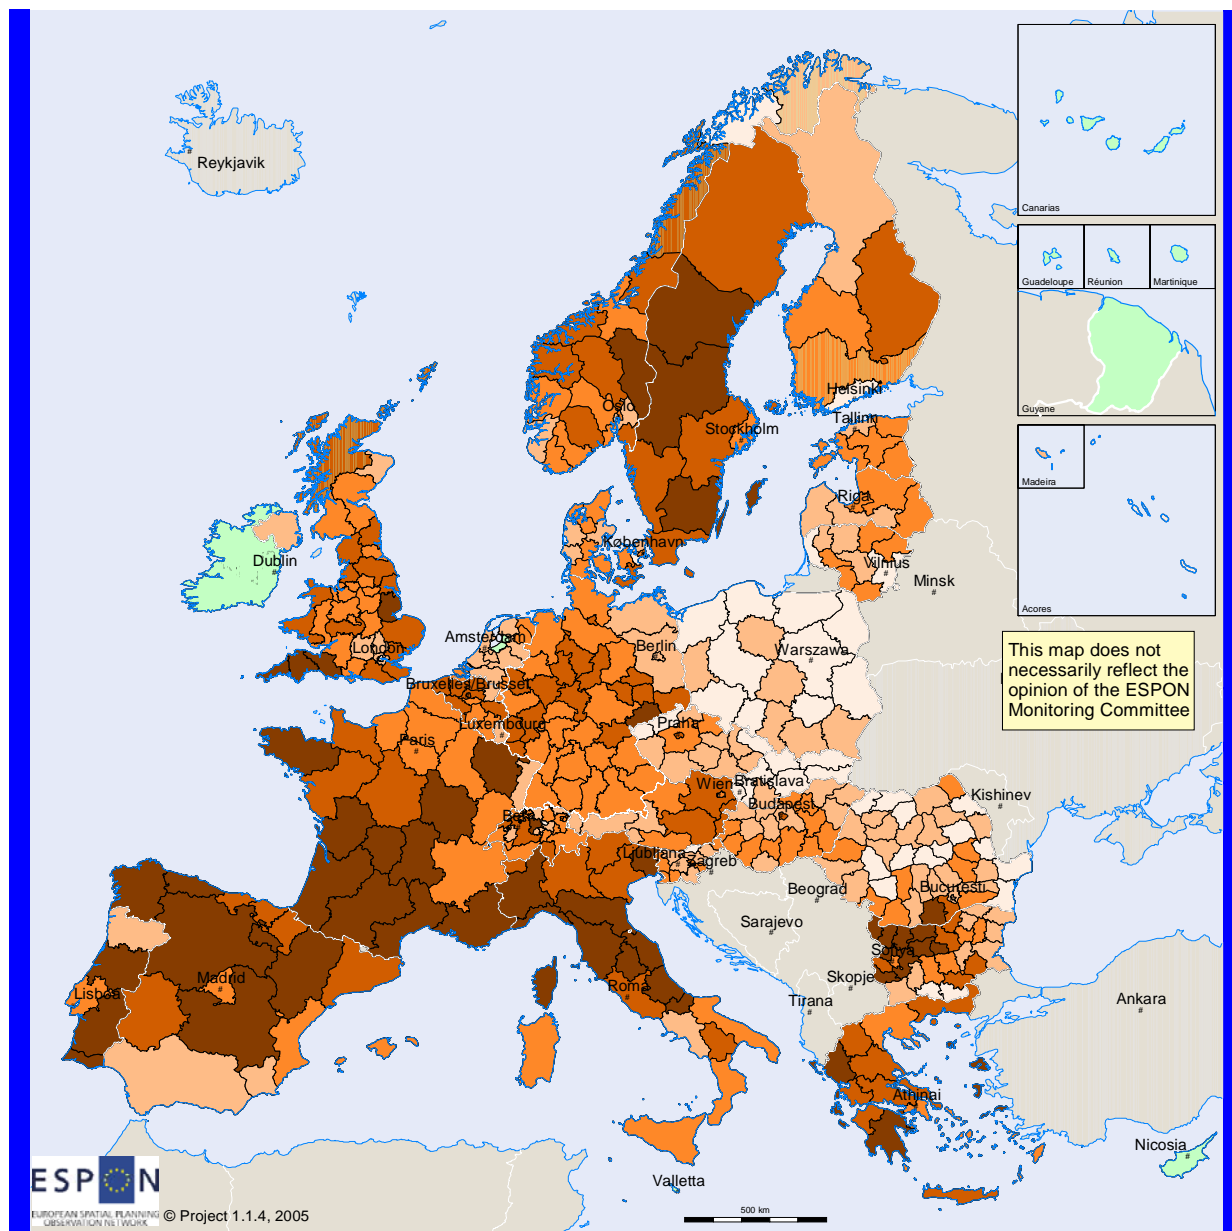 Reykjavik
Canarias
Guadeloupe
Réunion
Martinique
Guyane
Madeira
Acores
Oslo
Helsinki
Stockholm
Tallinn
Riga
København
Vilnius
Minsk
Dublin
Amsterdam
Berlin
Warszawa
London
Bruxelles/Brussel
Luxembourg
Praha
Paris
Wien
Bratislava
Budapest
Kishinev
Bern
Ljubljana
Zagreb
Beograd
Bucuresti
Sarajevo
Sofiya
Madrid
Lisboa
Roma
Skopje
Tirana
Ankara
Athinai
Nicosia
Valletta
This map does not
necessarily reflect the
opinion of the ESPON
Monitoring Committee
ESPON
EUROPEAN SPATIAL PLANNING
OBSERVATION NETWORK
© Project 1.1.4, 2005
500 km